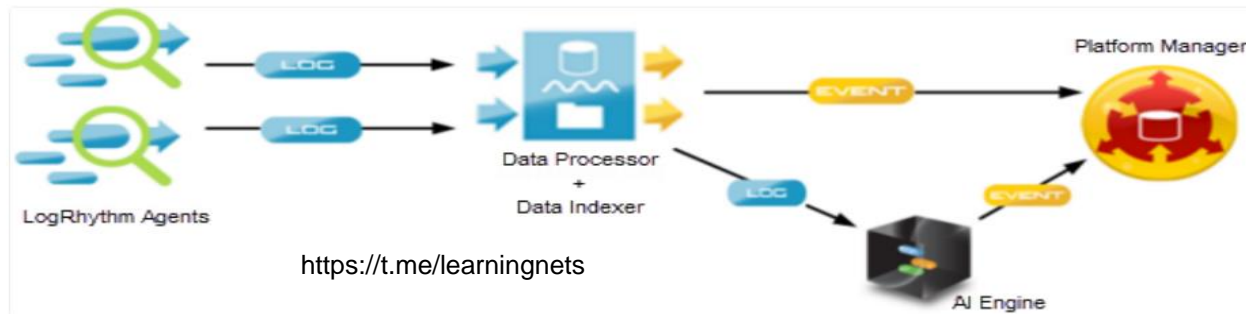 LOG
LOG
LogRhythm Agents
Data Processor
+
Data Indexer
EVENT
Platform Manager
LOG
EVENT
AI Engine
https://t.me/learningnets